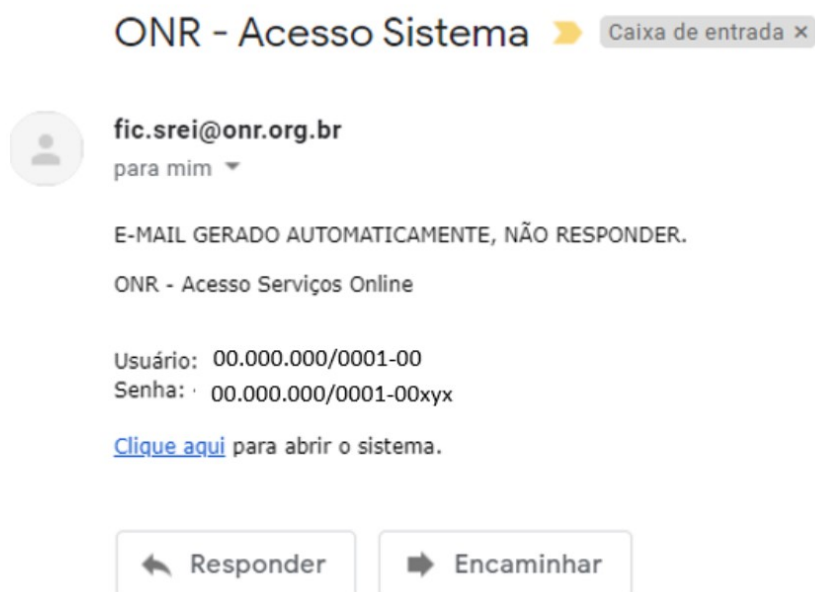 ONR - Acesso Sistema Caixa de entrada ×
fic.srei@onr.org.br
para mim
E-MAIL GERADO AUTOMATICAMENTE, NÃO RESPONDER.
ONR - Acesso Serviços Online
Usuário: 00.000.000/0001-00
Senha: 00.000.000/0001-00xyx
Clique aqui para abrir o sistema.
Responder Encaminhar